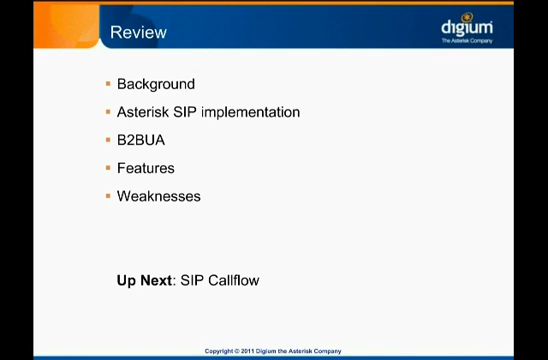 Review
digium
The Asterisk Company
Background
Asterisk SIP implementation
B2BUA
Features
Weaknesses
Up Next: SIP Callflow
Copyright © 2011 Digium the Asterisk Company